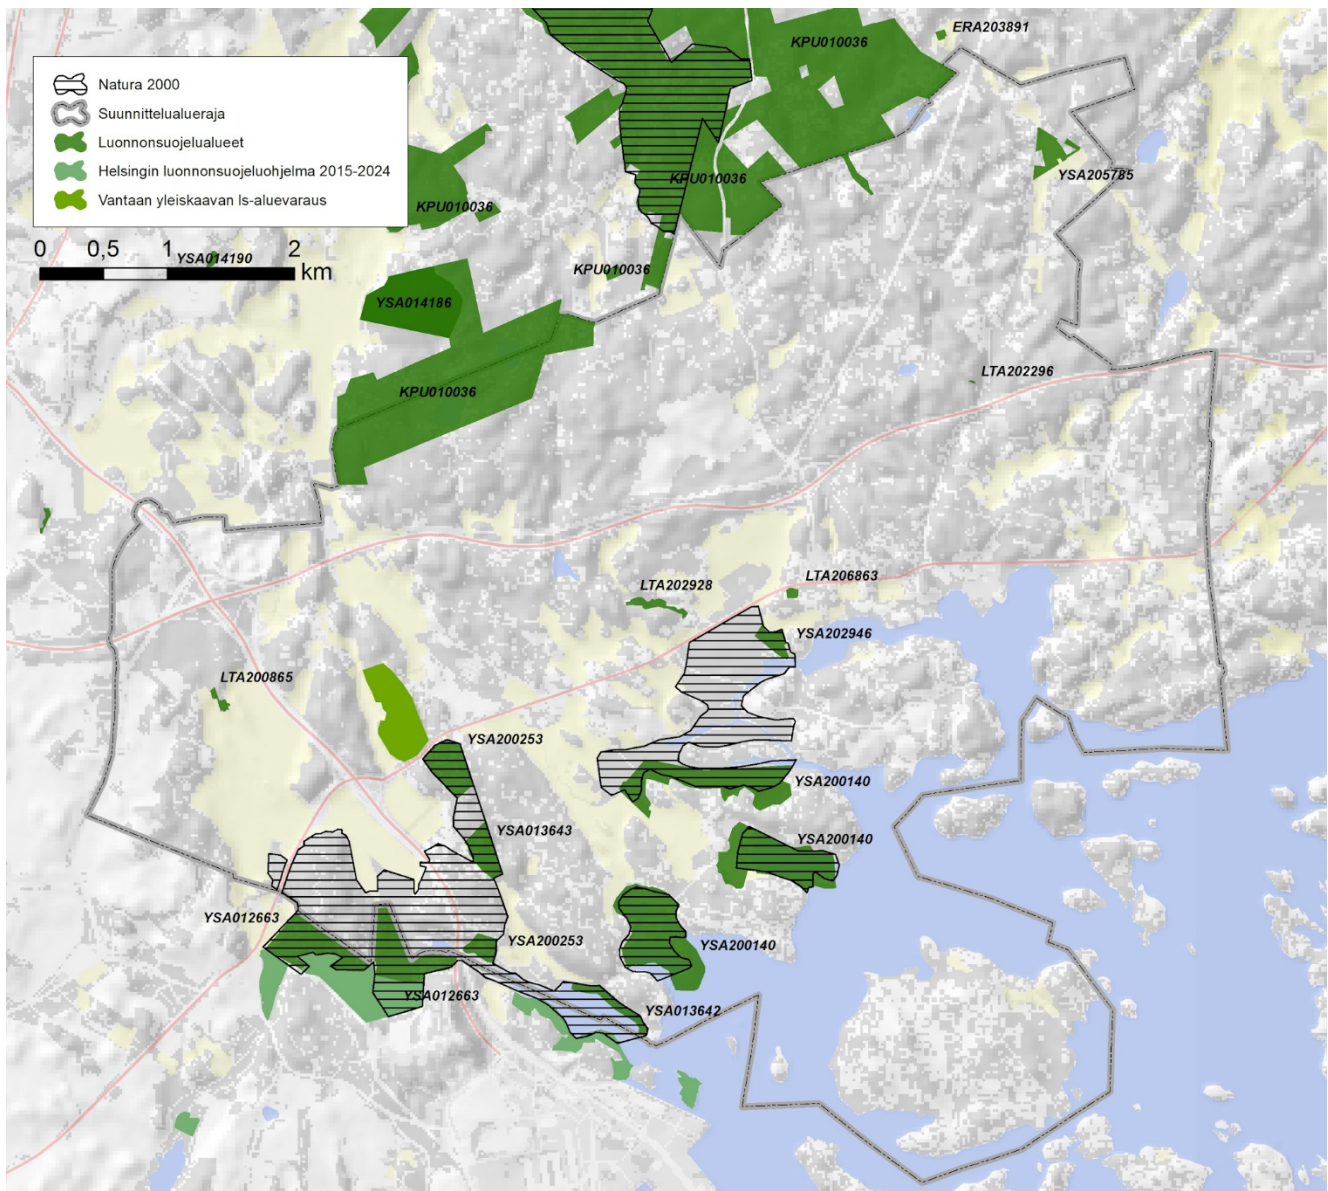 ERA203891
KPU010036
Natura 2000
Suunnittelualueraja
Luonnonsuojelualueet
Helsingin luonnonsuojeluohjelma 2015-2024
Vantaan yleiskaavan ls-aluevaraus
KPU010036
YSA205785
KPU010036
0 0,5 1 2
km
YSA014190
KPU010036
YSA014186
LTA202296
KPU010036
LTA202928
LTA206863
YSA202946
LTA200865
YSA200253
YSA200140
YSA013643
YSA200140
YSA012663
YSA200253
YSA200140
YSA012663
YSA013642